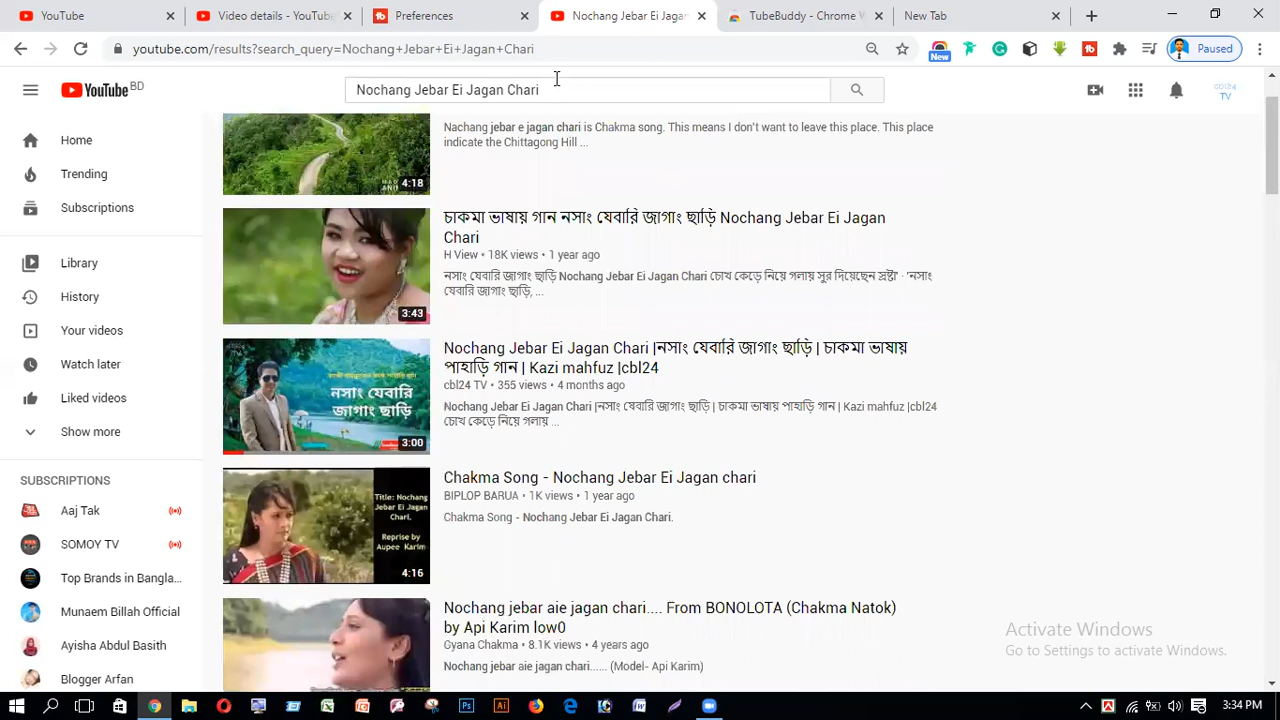 YouTube
Video details - YouTube
Preferences
Nochang Jebar Ei Jagan
TubeBuddy - Chrome W
New Tab
youtube.com/results?search_query=Nochang+Jebar+Ei+Jagan+Chari
New
Paused
YouTube BD
Nochang Jebar Ei Jagan Chari
cbl24
TV
Home
Trending
Subscriptions
Library
History
Your videos
Watch later
Liked videos
Show more
SUBSCRIPTIONS
Aaj Tak
SOMOY TV
Top Brands in Bangla...
Munaem Billah Official
Ayisha Abdul Basith
Blogger Arfan
Nachang jebar e jagan chari is Chakma song. This means I don't want to leave this place. This place
indicate the Chittagong Hill ...
4:18
চাকমা ভাষায় গান নসাং যেবারি জাগাং ছাড়ি Nochang Jebar Ei Jagan
Chari
H View • 18K views • 1 year ago
নসাং যেবারি জাগাং ছাড়ি Nochang Jebar Ei Jagan Chari চোখ কেড়ে নিয়ে গলায় সুর দিয়েছেন স্রষ্টা' · 'নসাং
যেবারি জাগাং ছাড়ি, ...
3:43
Nochang Jebar Ei Jagan Chari |নসাং যেবারি জাগাং ছাড়ি | চাকমা ভাষায়
পাহাড়ি গান | Kazi mahfuz |cbl24
cbl24 TV • 355 views • 4 months ago
Nochang Jebar Ei Jagan Chari |নসাং যেবারি জাগাং ছাড়ি | চাকমা ভাষায় পাহাড়ি গান | Kazi mahfuz |cbl24
চোখ কেড়ে নিয়ে গলায় ...
নসাং যেবারি
জাগাং ছাড়ি
3:00
Chakma Song - Nochang Jebar Ei Jagan chari
BIPLOP BARUA • 1K views • 1 year ago
Chakma Song - Nochang Jebar Ei Jagan Chari.
Title: Nochang
Jebar Ei Jagan
Chari.
Reprise by
Aupee Karim
4:16
Nochang jebar aie jagan chari.... From BONOLOTA (Chakma Natok)
by Api Karim low0
Gyana Chakma • 8.1K views • 4 years ago
Nochang jebar aie jagan chari...... (Model- Api Karim)
Activate Windows
Go to Settings to activate Windows.
3:34 PM